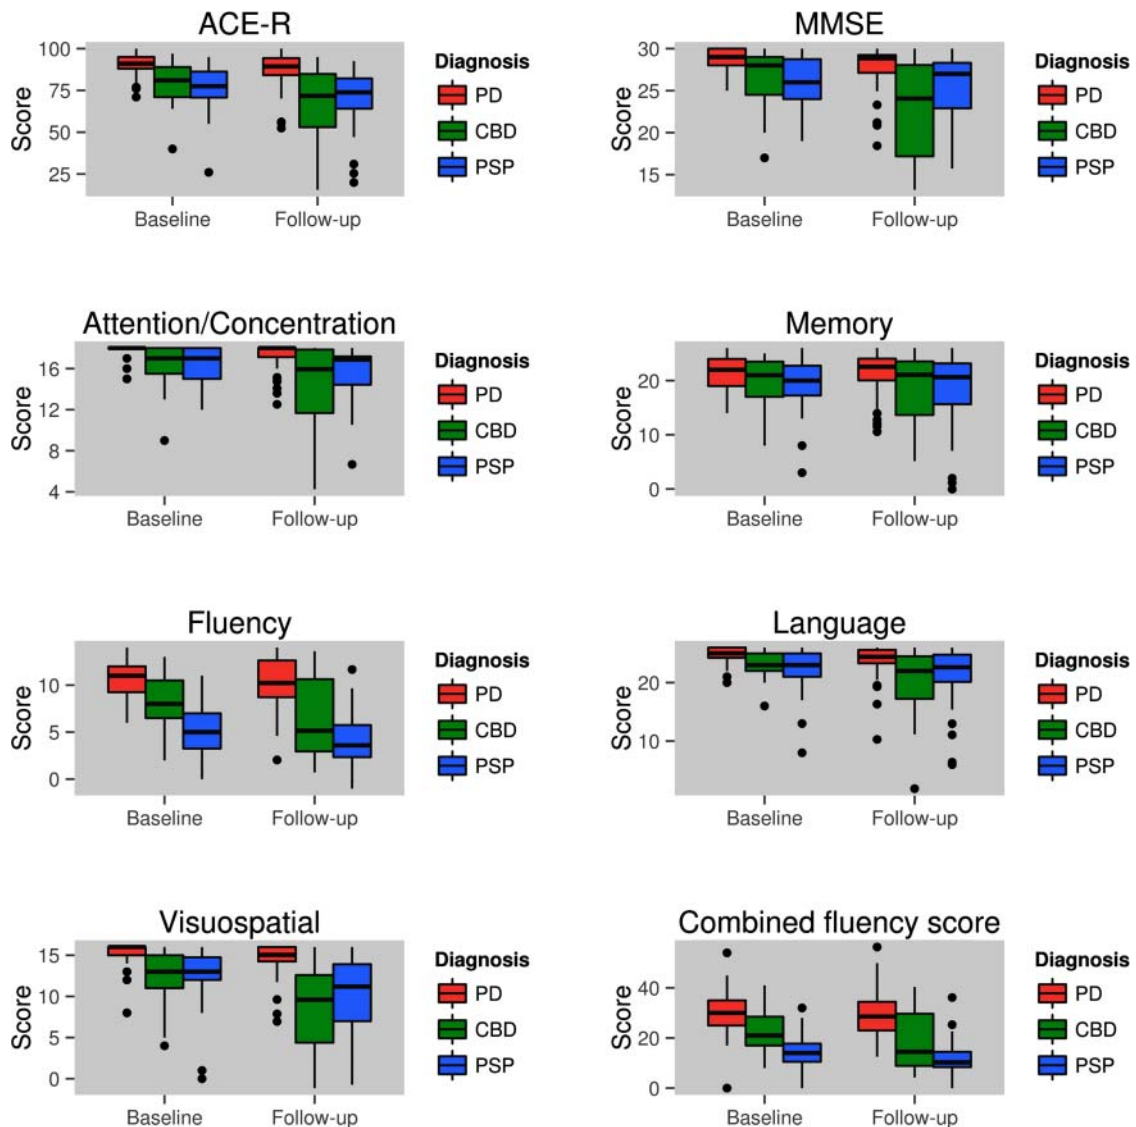 ACE-R
100
75
50
25
Score
Baseline
Follow-up
Diagnosis
PD
CBD
PSP
MMSE
30
25
20
15
Score
Baseline
Follow-up
Diagnosis
PD
CBD
PSP
Attention/Concentration
16
12
8
4
Score
Baseline
Follow-up
Diagnosis
PD
CBD
PSP
Memory
20
10
0
Score
Baseline
Follow-up
Diagnosis
PD
CBD
PSP
Fluency
10
5
0
Score
Baseline
Follow-up
Diagnosis
PD
CBD
PSP
Language
20
10
Score
Baseline
Follow-up
Diagnosis
PD
CBD
PSP
Visuospatial
15
10
5
0
Score
Baseline
Follow-up
Diagnosis
PD
CBD
PSP
Combined fluency score
40
20
0
Score
Baseline
Follow-up
Diagnosis
PD
CBD
PSP